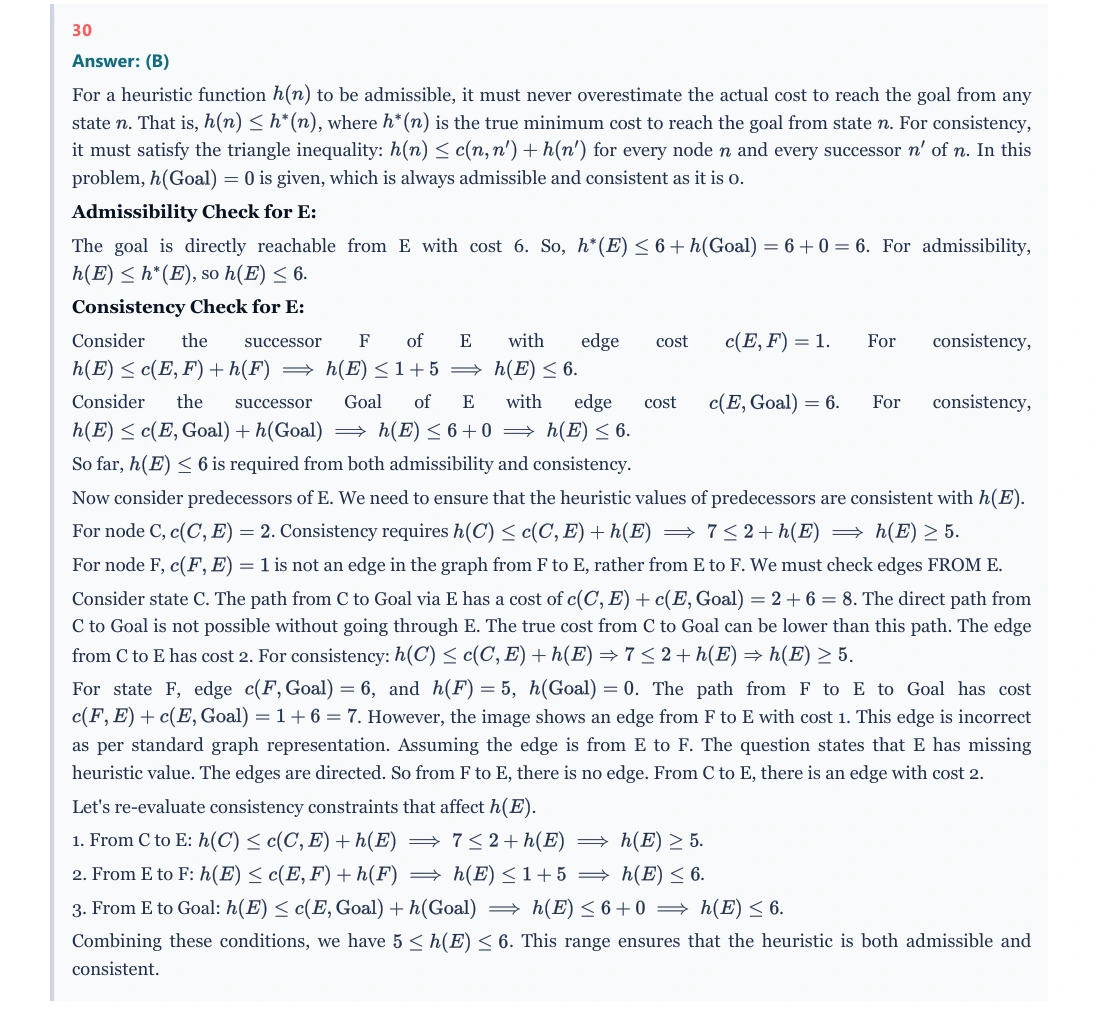 30
Answer: (B)
For a heuristic function h(n) to be admissible, it must never overestimate the actual cost to reach the goal from any
state n. That is, h(n) ≤ h*(n), where h*(n) is the true minimum cost to reach the goal from state n. For consistency,
it must satisfy the triangle inequality: h(n) ≤ c(n, n′) + h(n′) for every node n and every successor n′ of n. In this
problem, h(Goal) = 0 is given, which is always admissible and consistent as it is 0.
Admissibility Check for E:
The goal is directly reachable from E with cost 6. So, h*(E) ≤ 6 + h(Goal) = 6 + 0 = 6. For admissibility,
h(E) ≤ h*(E), so h(E) ≤ 6.
Consistency Check for E:
Consider the successor F of E with edge cost c(E, F) = 1. For consistency,
h(E) ≤ c(E, F) + h(F) ⟹ h(E) ≤ 1 + 5 ⟹ h(E) ≤ 6.
Consider the successor Goal of E with edge cost c(E, Goal) = 6. For consistency,
h(E) ≤ c(E, Goal) + h(Goal) ⟹ h(E) ≤ 6 + 0 ⟹ h(E) ≤ 6.
So far, h(E) ≤ 6 is required from both admissibility and consistency.
Now consider predecessors of E. We need to ensure that the heuristic values of predecessors are consistent with h(E).
For node C, c(C, E) = 2. Consistency requires h(C) ≤ c(C, E) + h(E) ⟹ 7 ≤ 2 + h(E) ⟹ h(E) ≥ 5.
For node F, c(F, E) = 1 is not an edge in the graph from F to E, rather from E to F. We must check edges FROM E.
Consider state C. The path from C to Goal via E has a cost of c(C, E) + c(E, Goal) = 2 + 6 = 8. The direct path from
C to Goal is not possible without going through E. The true cost from C to Goal can be lower than this path. The edge
from C to E has cost 2. For consistency: h(C) ≤ c(C, E) + h(E) ⇒ 7 ≤ 2 + h(E) ⇒ h(E) ≥ 5.
For state F, edge c(F, Goal) = 6, and h(F) = 5, h(Goal) = 0. The path from F to E to Goal has cost
c(F, E) + c(E, Goal) = 1 + 6 = 7. However, the image shows an edge from F to E with cost 1. This edge is incorrect
as per standard graph representation. Assuming the edge is from E to F. The question states that E has missing
heuristic value. The edges are directed. So from F to E, there is no edge. From C to E, there is an edge with cost 2.
Let's re-evaluate consistency constraints that affect h(E).
1. From C to E: h(C) ≤ c(C, E) + h(E) ⟹ 7 ≤ 2 + h(E) ⟹ h(E) ≥ 5.
2. From E to F: h(E) ≤ c(E, F) + h(F) ⟹ h(E) ≤ 1 + 5 ⟹ h(E) ≤ 6.
3. From E to Goal: h(E) ≤ c(E, Goal) + h(Goal) ⟹ h(E) ≤ 6 + 0 ⟹ h(E) ≤ 6.
Combining these conditions, we have 5 ≤ h(E) ≤ 6. This range ensures that the heuristic is both admissible and
consistent.